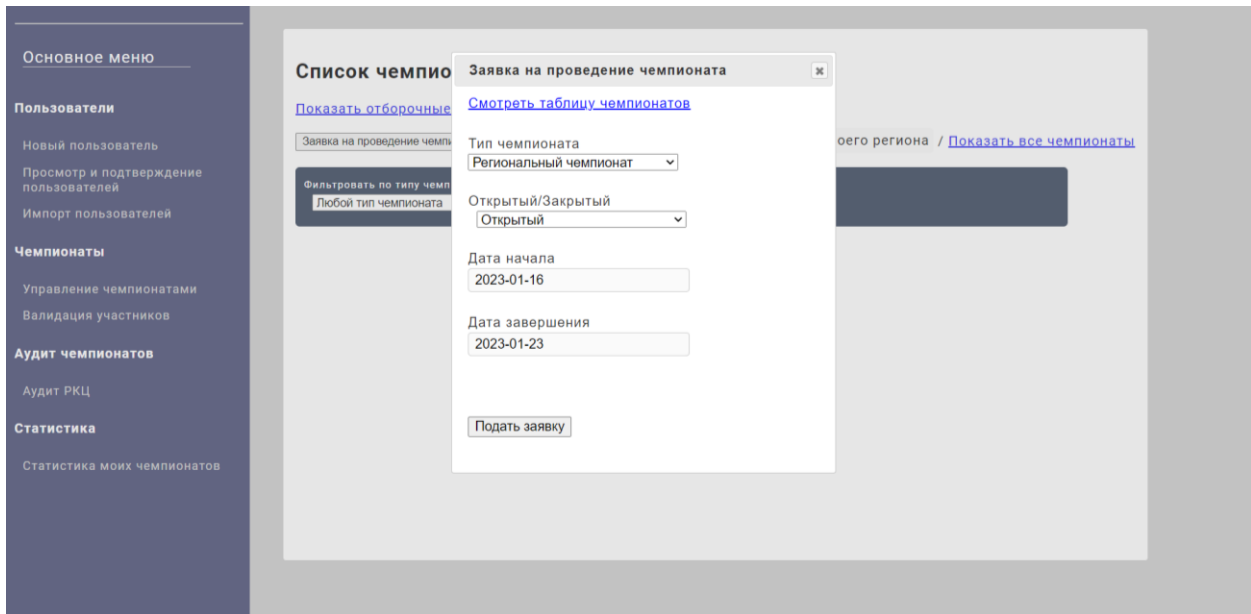 Основное меню
Пользователи
Новый пользователь
Просмотр и подтверждение
пользователей
Импорт пользователей
Чемпионаты
Управление чемпионатами
Валидация участников
Аудит чемпионатов
Аудит РКЦ
Статистика
Статистика моих чемпионатов
Список чемпио
Показать отборочные
Заявка на проведение чемпи
оего региона / Показать все чемпионаты
Фильтровать по типу чемп
Любой тип чемпионата
Заявка на проведение чемпионата
Смотреть таблицу чемпионатов
Тип чемпионата
Региональный чемпионат
Открытый/Закрытый
Открытый
Дата начала
2023-01-16
Дата завершения
2023-01-23
Подать заявку